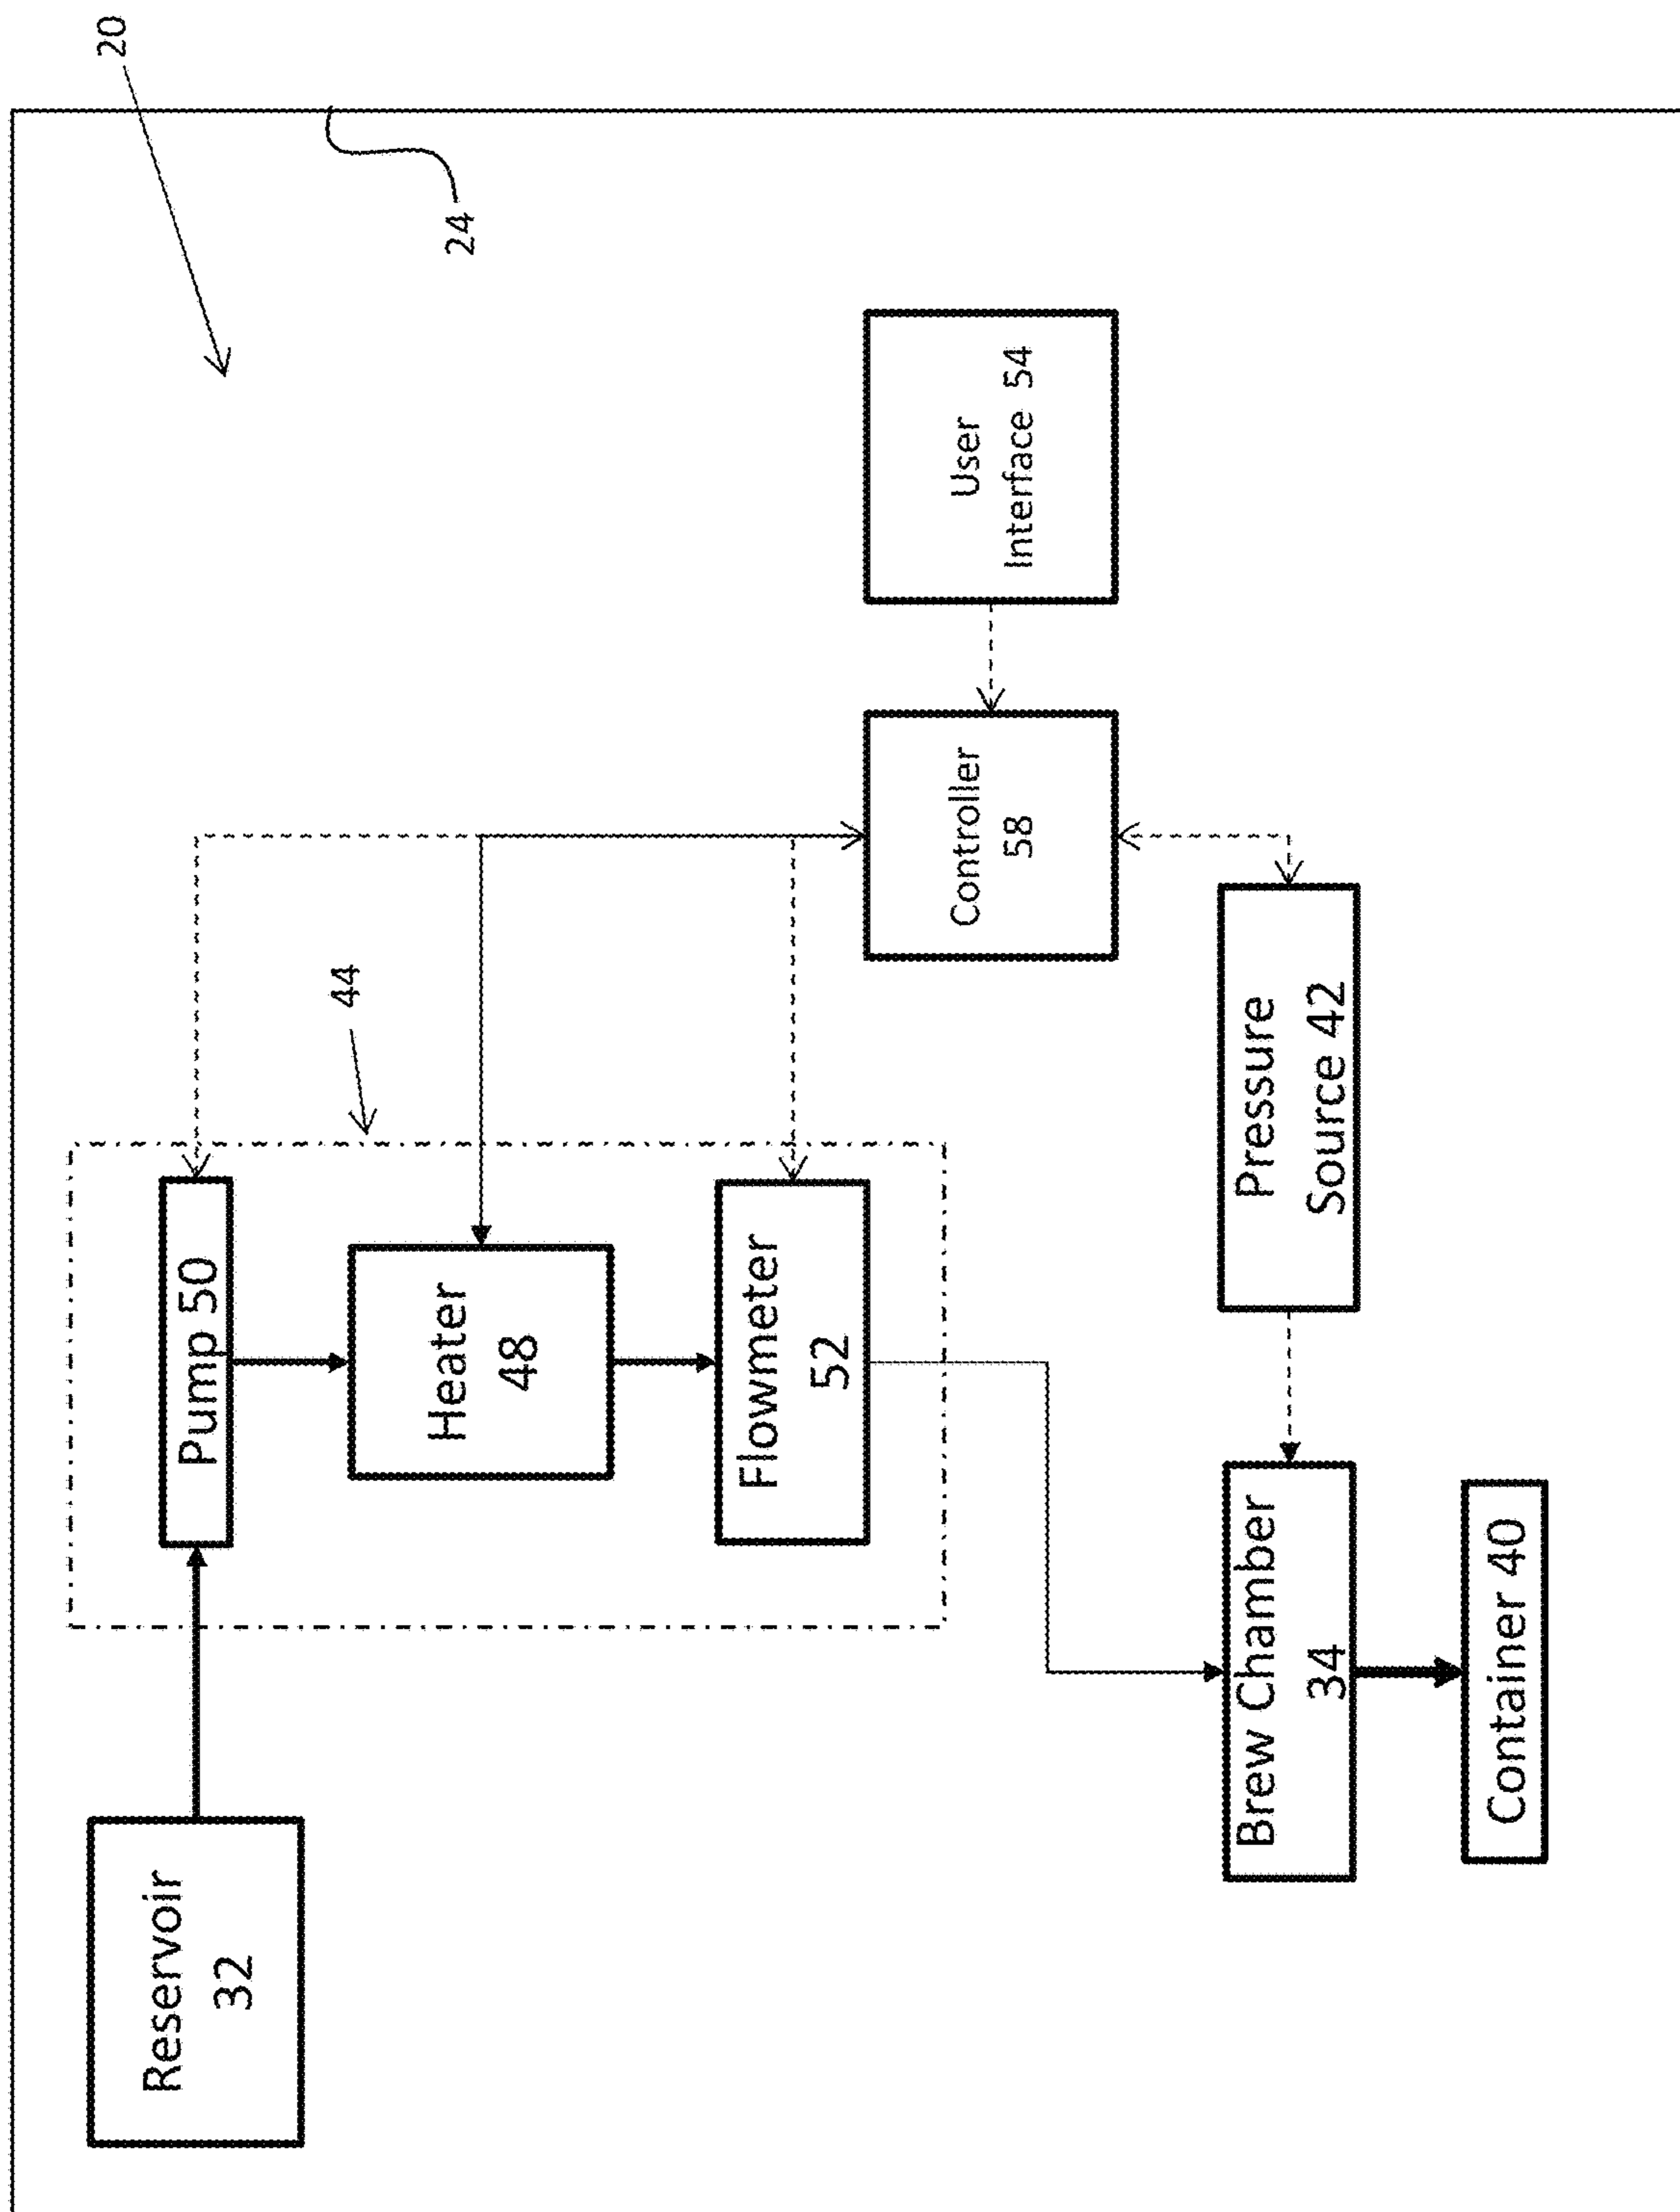 20
24
44
Reservoir
32
Pump 50
Heater
48
Flowmeter
52
Controller
58
User
Interface 54
Brew Chamber
34
Pressure
Source 42
Container 40